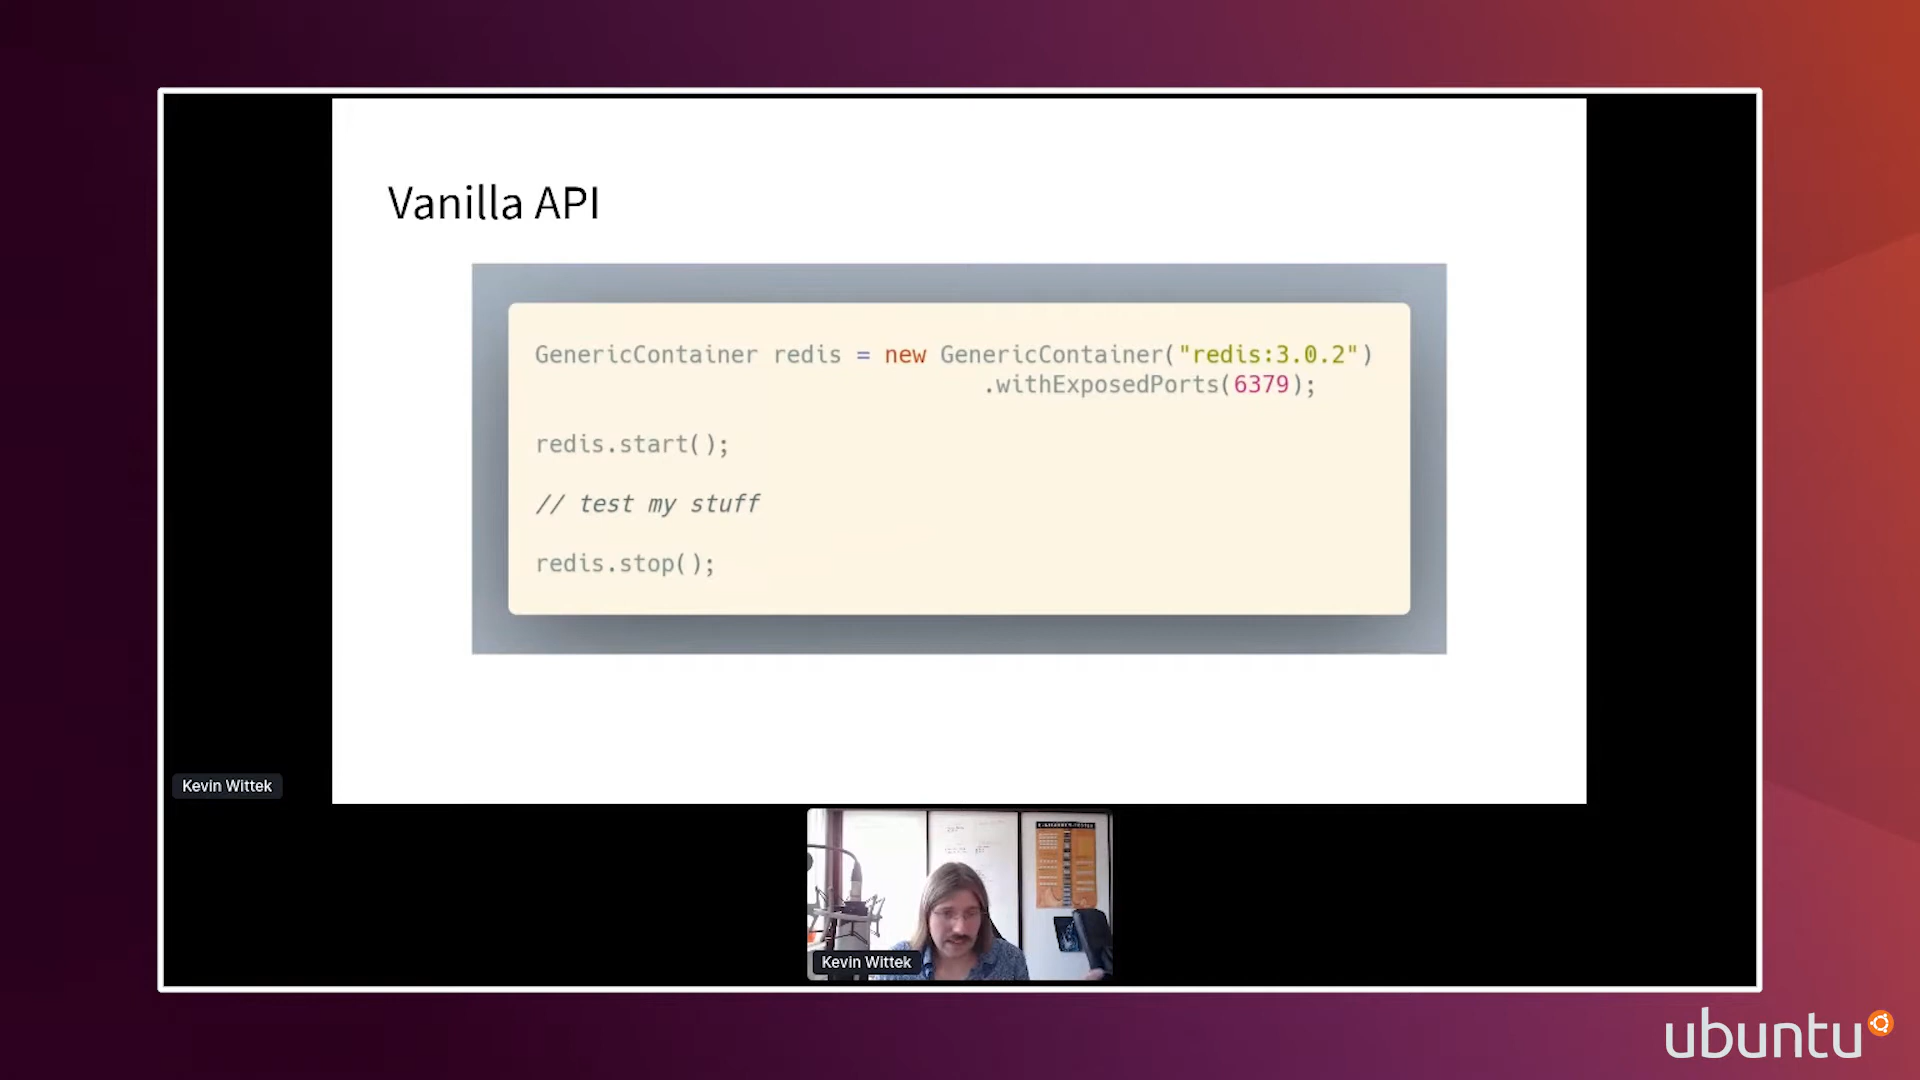 Vanilla API
GenericContainer redis = new GenericContainer("redis:3.0.2")
.withExposedPorts(6379);
redis.start();
// test my stuff
redis.stop();
Kevin Wittek
Kevin Wittek
ubuntu